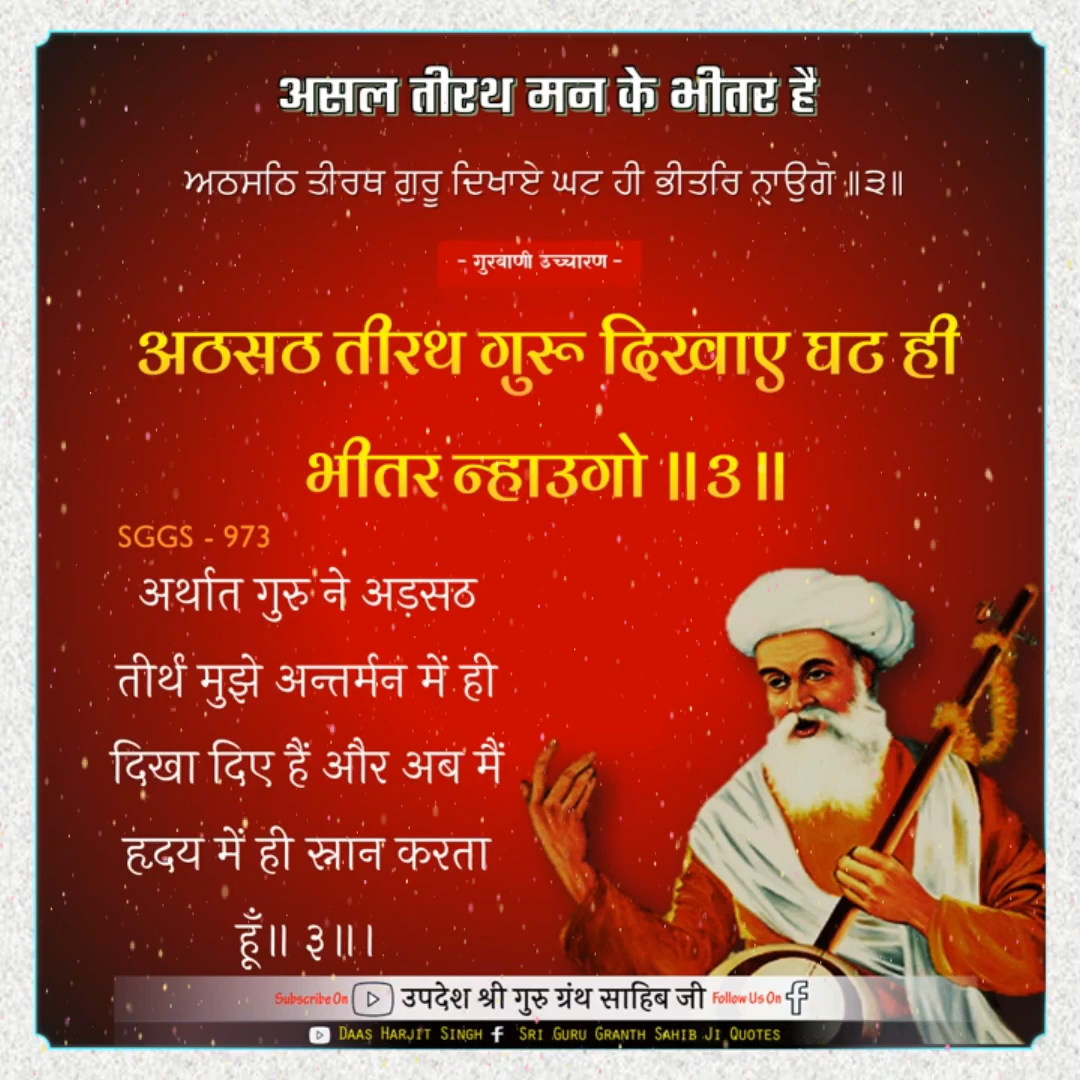 असल तीरथ मन के भीतर है
ਅਠਸਠਿ ਤੀਰਥ ਗੁਰੂ ਦਿਖਾਏ ਘਟ ਹੀ ਭੀਤਰਿ ਨ੍ਹਾਉਗੋ ॥੩॥
- गुरबाणी उच्चारण -
अठसठ तीरथ गुरू दिखाए घट ही
भीतर न्हाउगो ॥३॥
SGGS - 973
अर्थात गुरु ने अड़सठ
तीर्थं मुझे अन्तर्मन में ही
दिखा दिए हैं और अब मैं
हृदय में ही स्नान करता
हूँ॥ ३॥।
Subscribe On उपदेश श्री गुरु ग्रंथ साहिब जी Follow Us On f
DAAS HARJIT SINGH f SRI GURU GRANTH SAHIB JI QUOTES